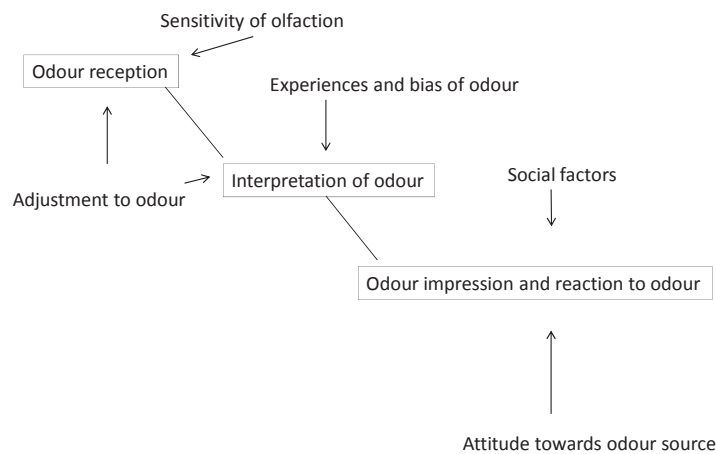 Sensitivity of olfaction
Odour reception
Experiences and bias of odour
Interpretation of odour
Social factors
Adjustment to odour
Odour impression and reaction to odour
Attitude towards odour source